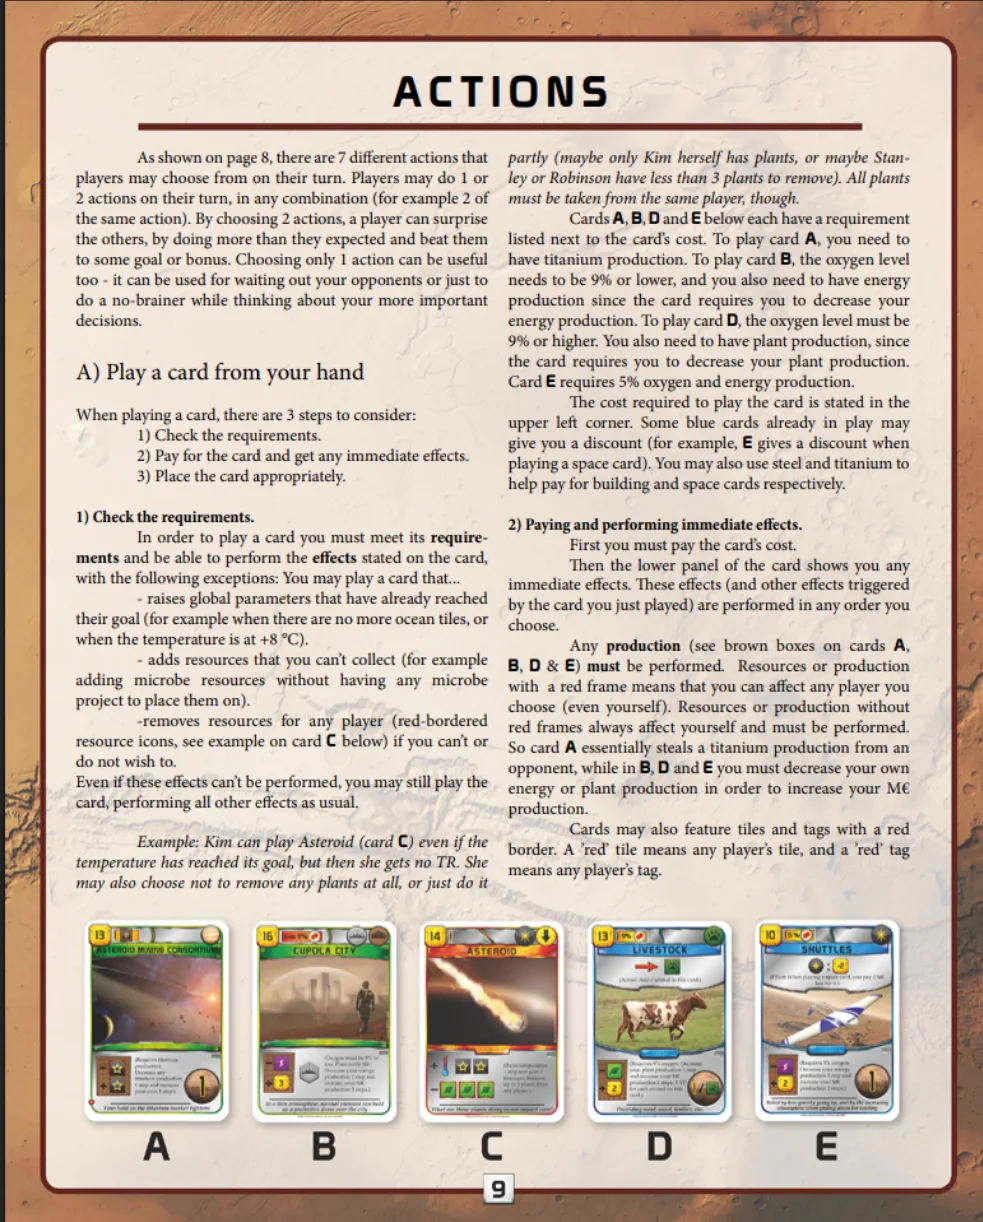 ACTIONS
As shown on page 8, there are 7 different actions that
players may choose from on their turn. Players may do 1 or
2 actions on their turn, in any combination (for example 2 of
the same action). By choosing 2 actions, a player can surprise
the others, by doing more than they expected and beat them
to some goal or bonus. Choosing only 1 action can be useful
too - it can be used for waiting out your opponents or just to
do a no-brainer while thinking about your more important
decisions.
A) Play a card from your hand
When playing a card, there are 3 steps to consider:
1) Check the requirements.
2) Pay for the card and get any immediate effects.
3) Place the card appropriately.
1) Check the requirements.
In order to play a card you must meet its require-
ments and be able to perform the effects stated on the card,
with the following exceptions: You may play a card that...
- raises global parameters that have already reached
their goal (for example when there are no more ocean tiles, or
when the temperature is at +8 °C).
- adds resources that you can't collect (for example
adding microbe resources without having any microbe
project to place them on).
-removes resources for any player (red-bordered
resource icons, see example on card C below) if you can't or
do not wish to.
Even if these effects can't be performed, you may still play the
card, performing all other effects as usual.
Example: Kim can play Asteroid (card C) even if the
temperature has reached its goal, but then she gets no TR. She
may also choose not to remove any plants at all, or just do it
partly (maybe only Kim herself has plants, or maybe Stan-
ley or Robinson have less than 3 plants to remove). All plants
must be taken from the same player, though.
Cards A, B, D and E below each have a requirement
listed next to the card's cost. To play card A, you need to
have titanium production. To play card B, the oxygen level
needs to be 9% or lower, and you also need to have energy
production since the card requires you to decrease your
energy production. To play card D, the oxygen level must be
9% or higher. You also need to have plant production, since
the card requires you to decrease your plant production.
Card E requires 5% oxygen and energy production.
The cost required to play the card is stated in the
upper left corner. Some blue cards already in play may
give you a discount (for example, E gives a discount when
playing a space card). You may also use steel and titanium to
help pay for building and space cards respectively.
2) Paying and performing immediate effects.
First you must pay the card's cost.
Then the lower panel of the card shows you any
immediate effects. These effects (and other effects triggered
by the card you just played) are performed in any order you
choose.
Any production (see brown boxes on cards A,
B, D & E) must be performed. Resources or production
with a red frame means that you can affect any player you
choose (even yourself). Resources or production without
red frames always affect yourself and must be performed.
So card A essentially steals a titanium production from an
opponent, while in B, D and E you must decrease your own
energy or plant production in order to increase your M€
production.
Cards may also feature tiles and tags with a red
border. A 'red' tile means any player's tile, and a 'red' tag
means any player's tag.
13
ASTEROID MINING CONSORTIUM
1
16
CUPOLA CITY
3
14
ASTEROID
13
9%
LIVESTOCK
2
10
5%
SHUTTLES
-2
2
1
A
B
C
D
E
9